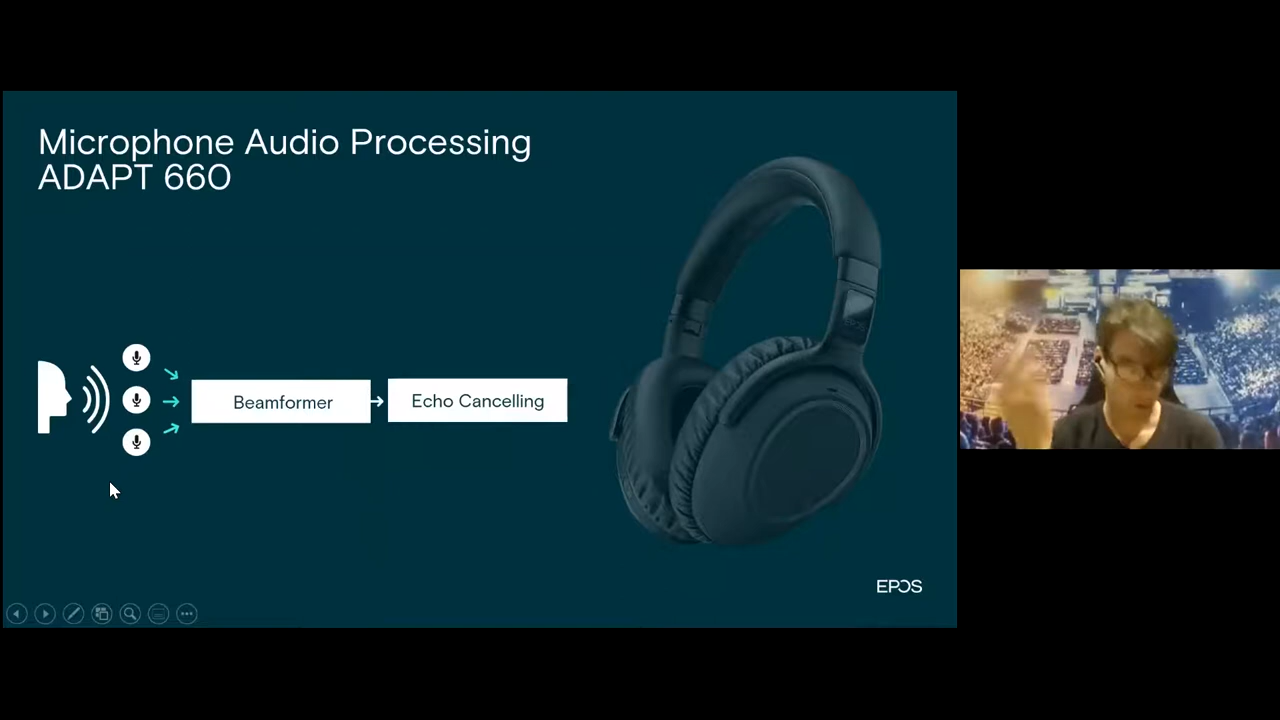 Microphone Audio Processing
ADAPT 660
Beamformer
Echo Cancelling
EPOS